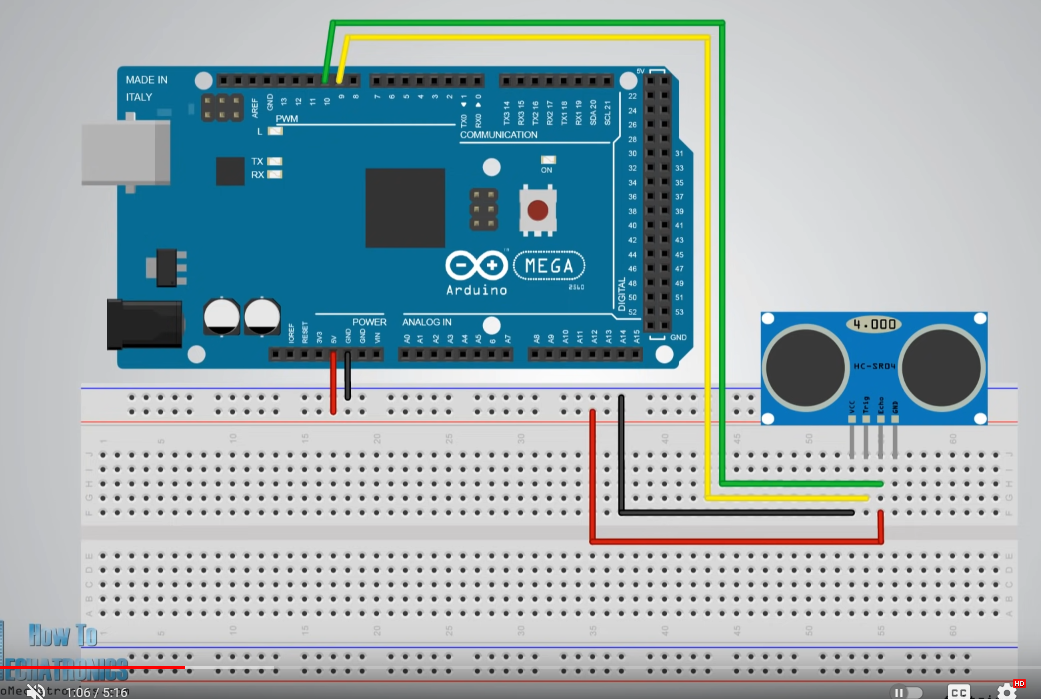 MADE IN
ITALY
AREF
GND
13
12
11
10
9
8
7
6
5
4
3
2
TX0 ◄ 1
RX0 ► 0
TX3 14
RX3 15
TX2 16
RX2 17
TX1 18
RX1 19
SDA 20
SCL 21
5V
L
PWM
COMMUNICATION
TX
RX
ON
22
24
26
28
30 31
32 33
34 35
36 37
38 39
40 41
42 43
44 45
46 47
48 49
50 51
52 53
GND
DIGITAL
Arduino
MEGA
2560
POWER
ANALOG IN
IOREF
RESET
3V3
5V
GND
GND
VIN
A0
A1
A2
A3
A4
A5
6
A7
A8
A9
A10
A11
A12
A13
A14
A15
4.000
HC-SR04
VCC
Trig
Echo
GND
1 5 10 15 20 25 30 35 40 45 50 55 60
J
I
H
G
F
E
D
C
B
A
How To
MECHATRONICS
1:06 / 5:16
CC
HD